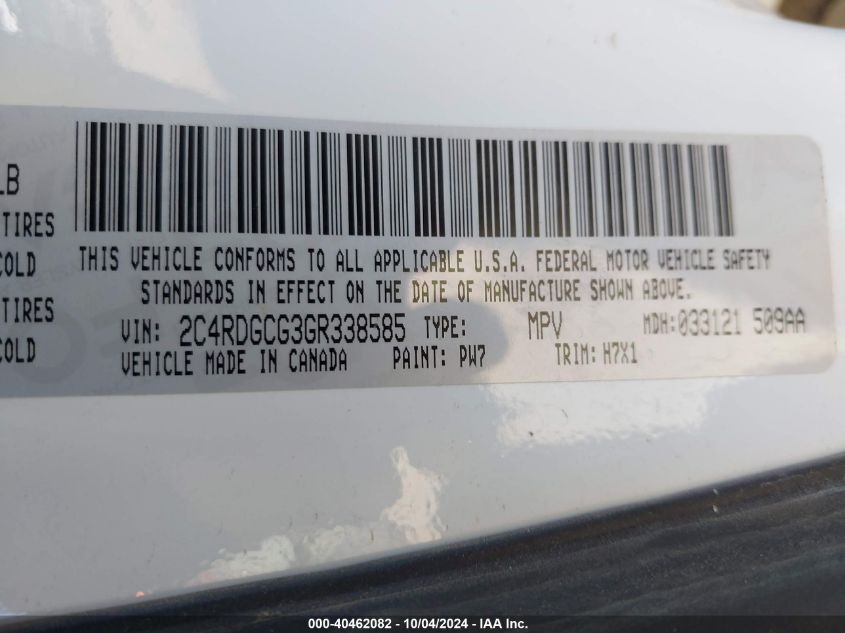 LB
TIRES
COLD
TIRES
COLD
THIS VEHICLE CONFORMS TO ALL APPLICABLE U.S.A. FEDERAL MOTOR VEHICLE SAFETY
STANDARDS IN EFFECT ON THE DATE OF MANUFACTURE SHOWN ABOVE.
VIN: 2C4RDGCG3GR338585 TYPE: MPV MDH:033121 509AA
VEHICLE MADE IN CANADA PAINT: PW7 TRIM: H7X1
000-40462082 - 10/04/2024 - IAA Inc.